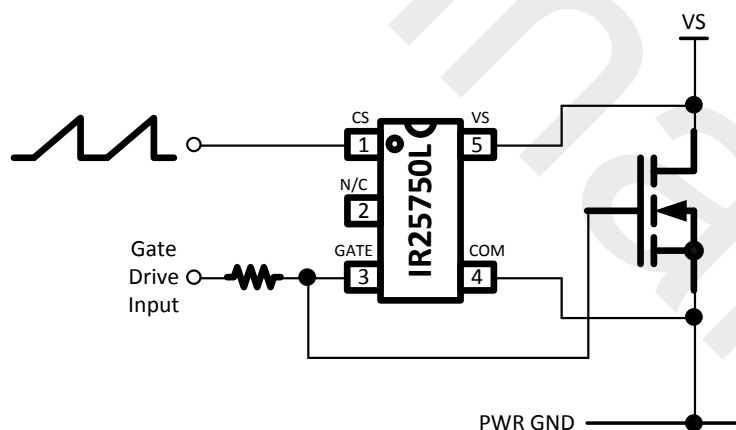 VS
CS
VS
1
5
N/C
2
IR25750L
Gate
Drive
Input
GATE
3
COM
4
PWR GND